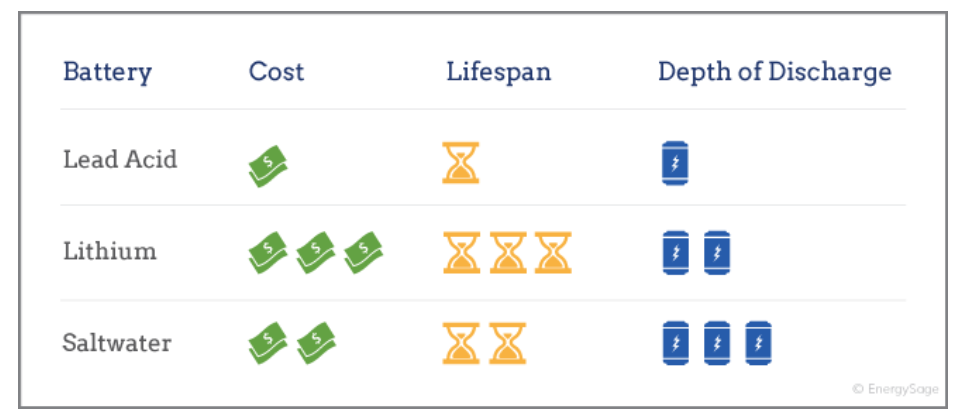 Battery Cost Lifespan Depth of Discharge
Lead Acid
Lithium
Saltwater
© EnergySage